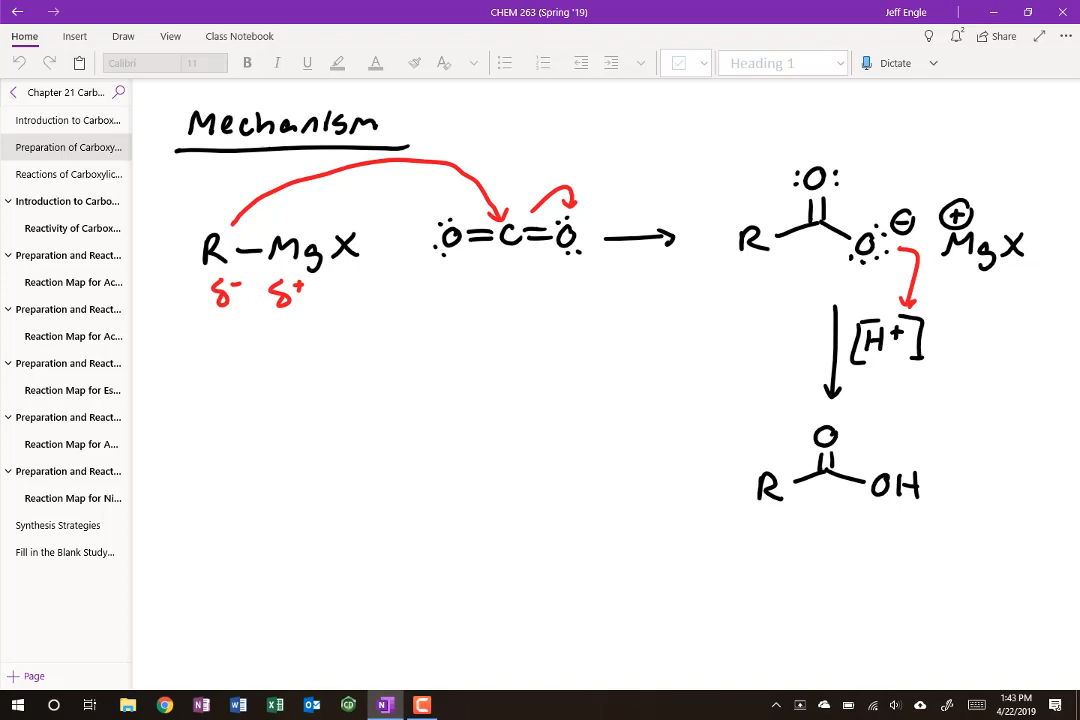 CHEM 263 (Spring '19)
Jeff Engle
Home
Insert
Draw
View
Class Notebook
2
Share
Calibri
11
B
I
U
A
Heading 1
Dictate
Chapter 21 Carb...
Introduction to Carbox...
Preparation of Carboxy...
Reactions of Carboxylic...
Introduction to Carbo...
Reactivity of Carbox...
Preparation and React...
Reaction Map for Ac...
Preparation and React...
Reaction Map for Ac...
Preparation and React...
Reaction Map for Es...
Preparation and React...
Reaction Map for A...
Preparation and React...
Reaction Map for Ni...
Synthesis Strategies
Fill in the Blank Study...
+ Page
Mechanism
R – MgX
δ- δ+
O=C=O
O
R O ⊖ ⊕ MgX
[H+]
O
R OH
1:43 PM
4/22/2019